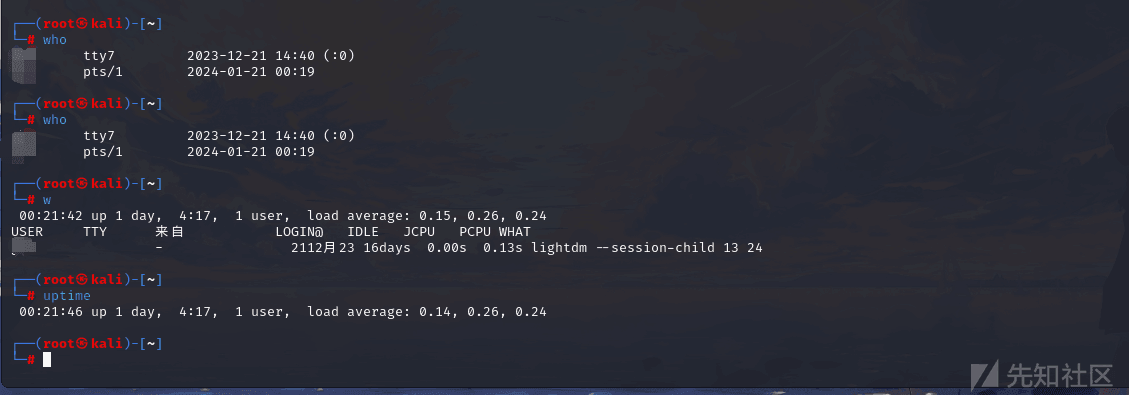 ┌──(root㉿kali)-[~]
└─# who
tty7 2023-12-21 14:40 (:0)
pts/1 2024-01-21 00:19
┌──(root㉿kali)-[~]
└─# who
tty7 2023-12-21 14:40 (:0)
pts/1 2024-01-21 00:19
┌──(root㉿kali)-[~]
└─# w
00:21:42 up 1 day, 4:17, 1 user, load average: 0.15, 0.26, 0.24
USER TTY 来自 LOGIN@ IDLE JCPU PCPU WHAT
- 2112月23 16days 0.00s 0.13s lightdm --session-child 13 24
┌──(root㉿kali)-[~]
└─# uptime
00:21:46 up 1 day, 4:17, 1 user, load average: 0.14, 0.26, 0.24
┌──(root㉿kali)-[~]
└─#
先知社区